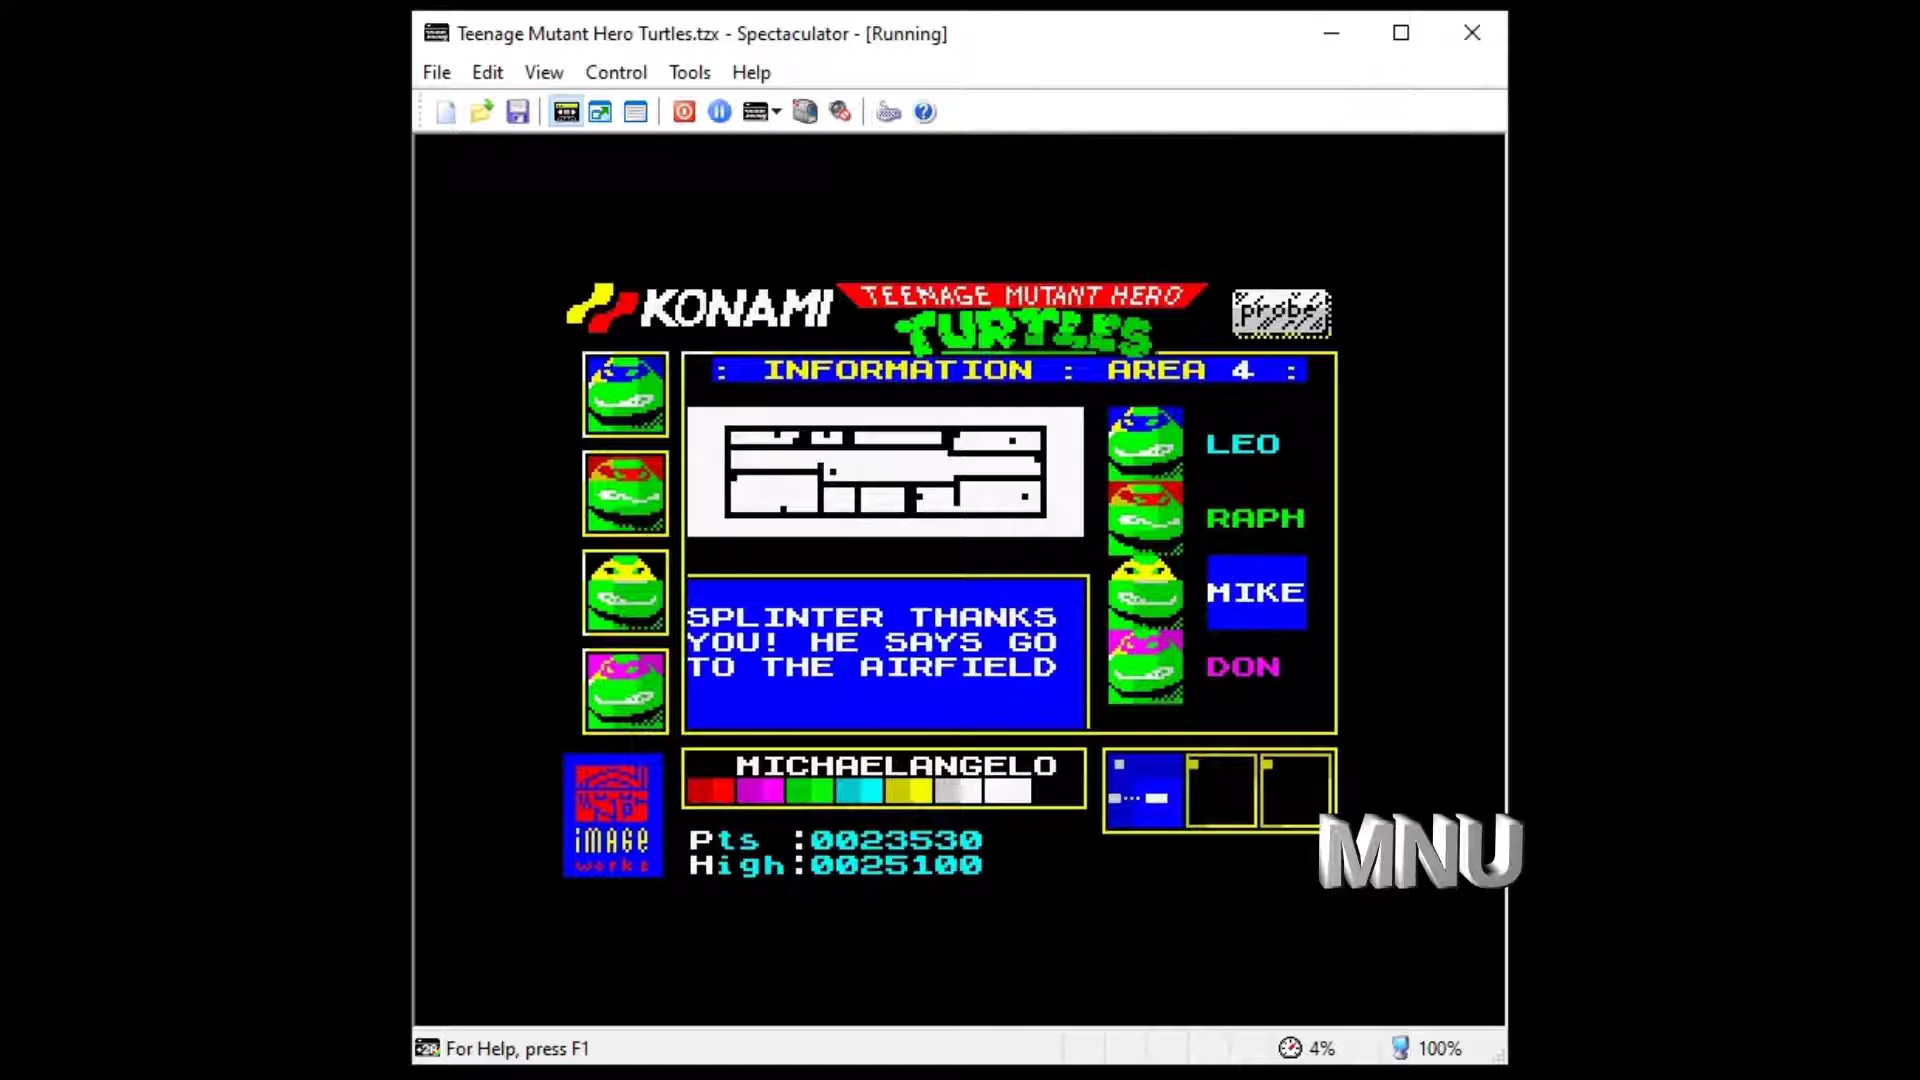 Teenage Mutant Hero Turtles.tzx - Spectaculator - [Running]
File Edit View Control Tools Help
KONAMI
TEENAGE MUTANT HERO
TURTLES
probe
: INFORMATION : AREA 4 :
LEO
RAPH
MIKE
DON
SPLINTER THANKS
YOU! HE SAYS GO
TO THE AIRFIELD
MICHAELANGELO
iMAGE
works
Pts :0023530
High:0025100
MNU
For Help, press F1
4%
100%